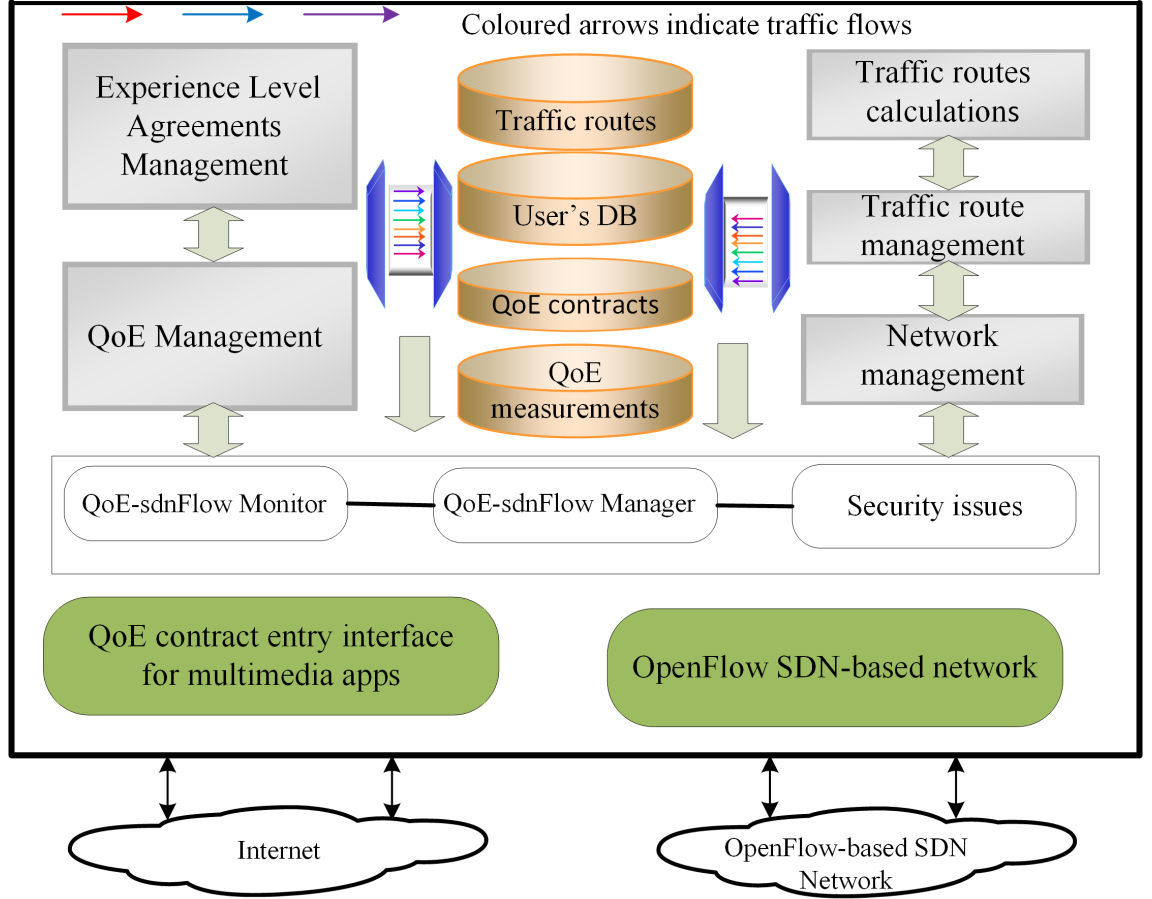 Coloured arrows indicate traffic flows
Experience Level
Agreements
Management
QoE Management
Traffic routes
User’s DB
QoE contracts
QoE
measurements
Traffic routes
calculations
Traffic route
management
Network
management
QoE-sdnFlow Monitor
QoE-sdnFlow Manager
Security issues
QoE contract entry interface
for multimedia apps
OpenFlow SDN-based network
Internet
OpenFlow-based SDN
Network